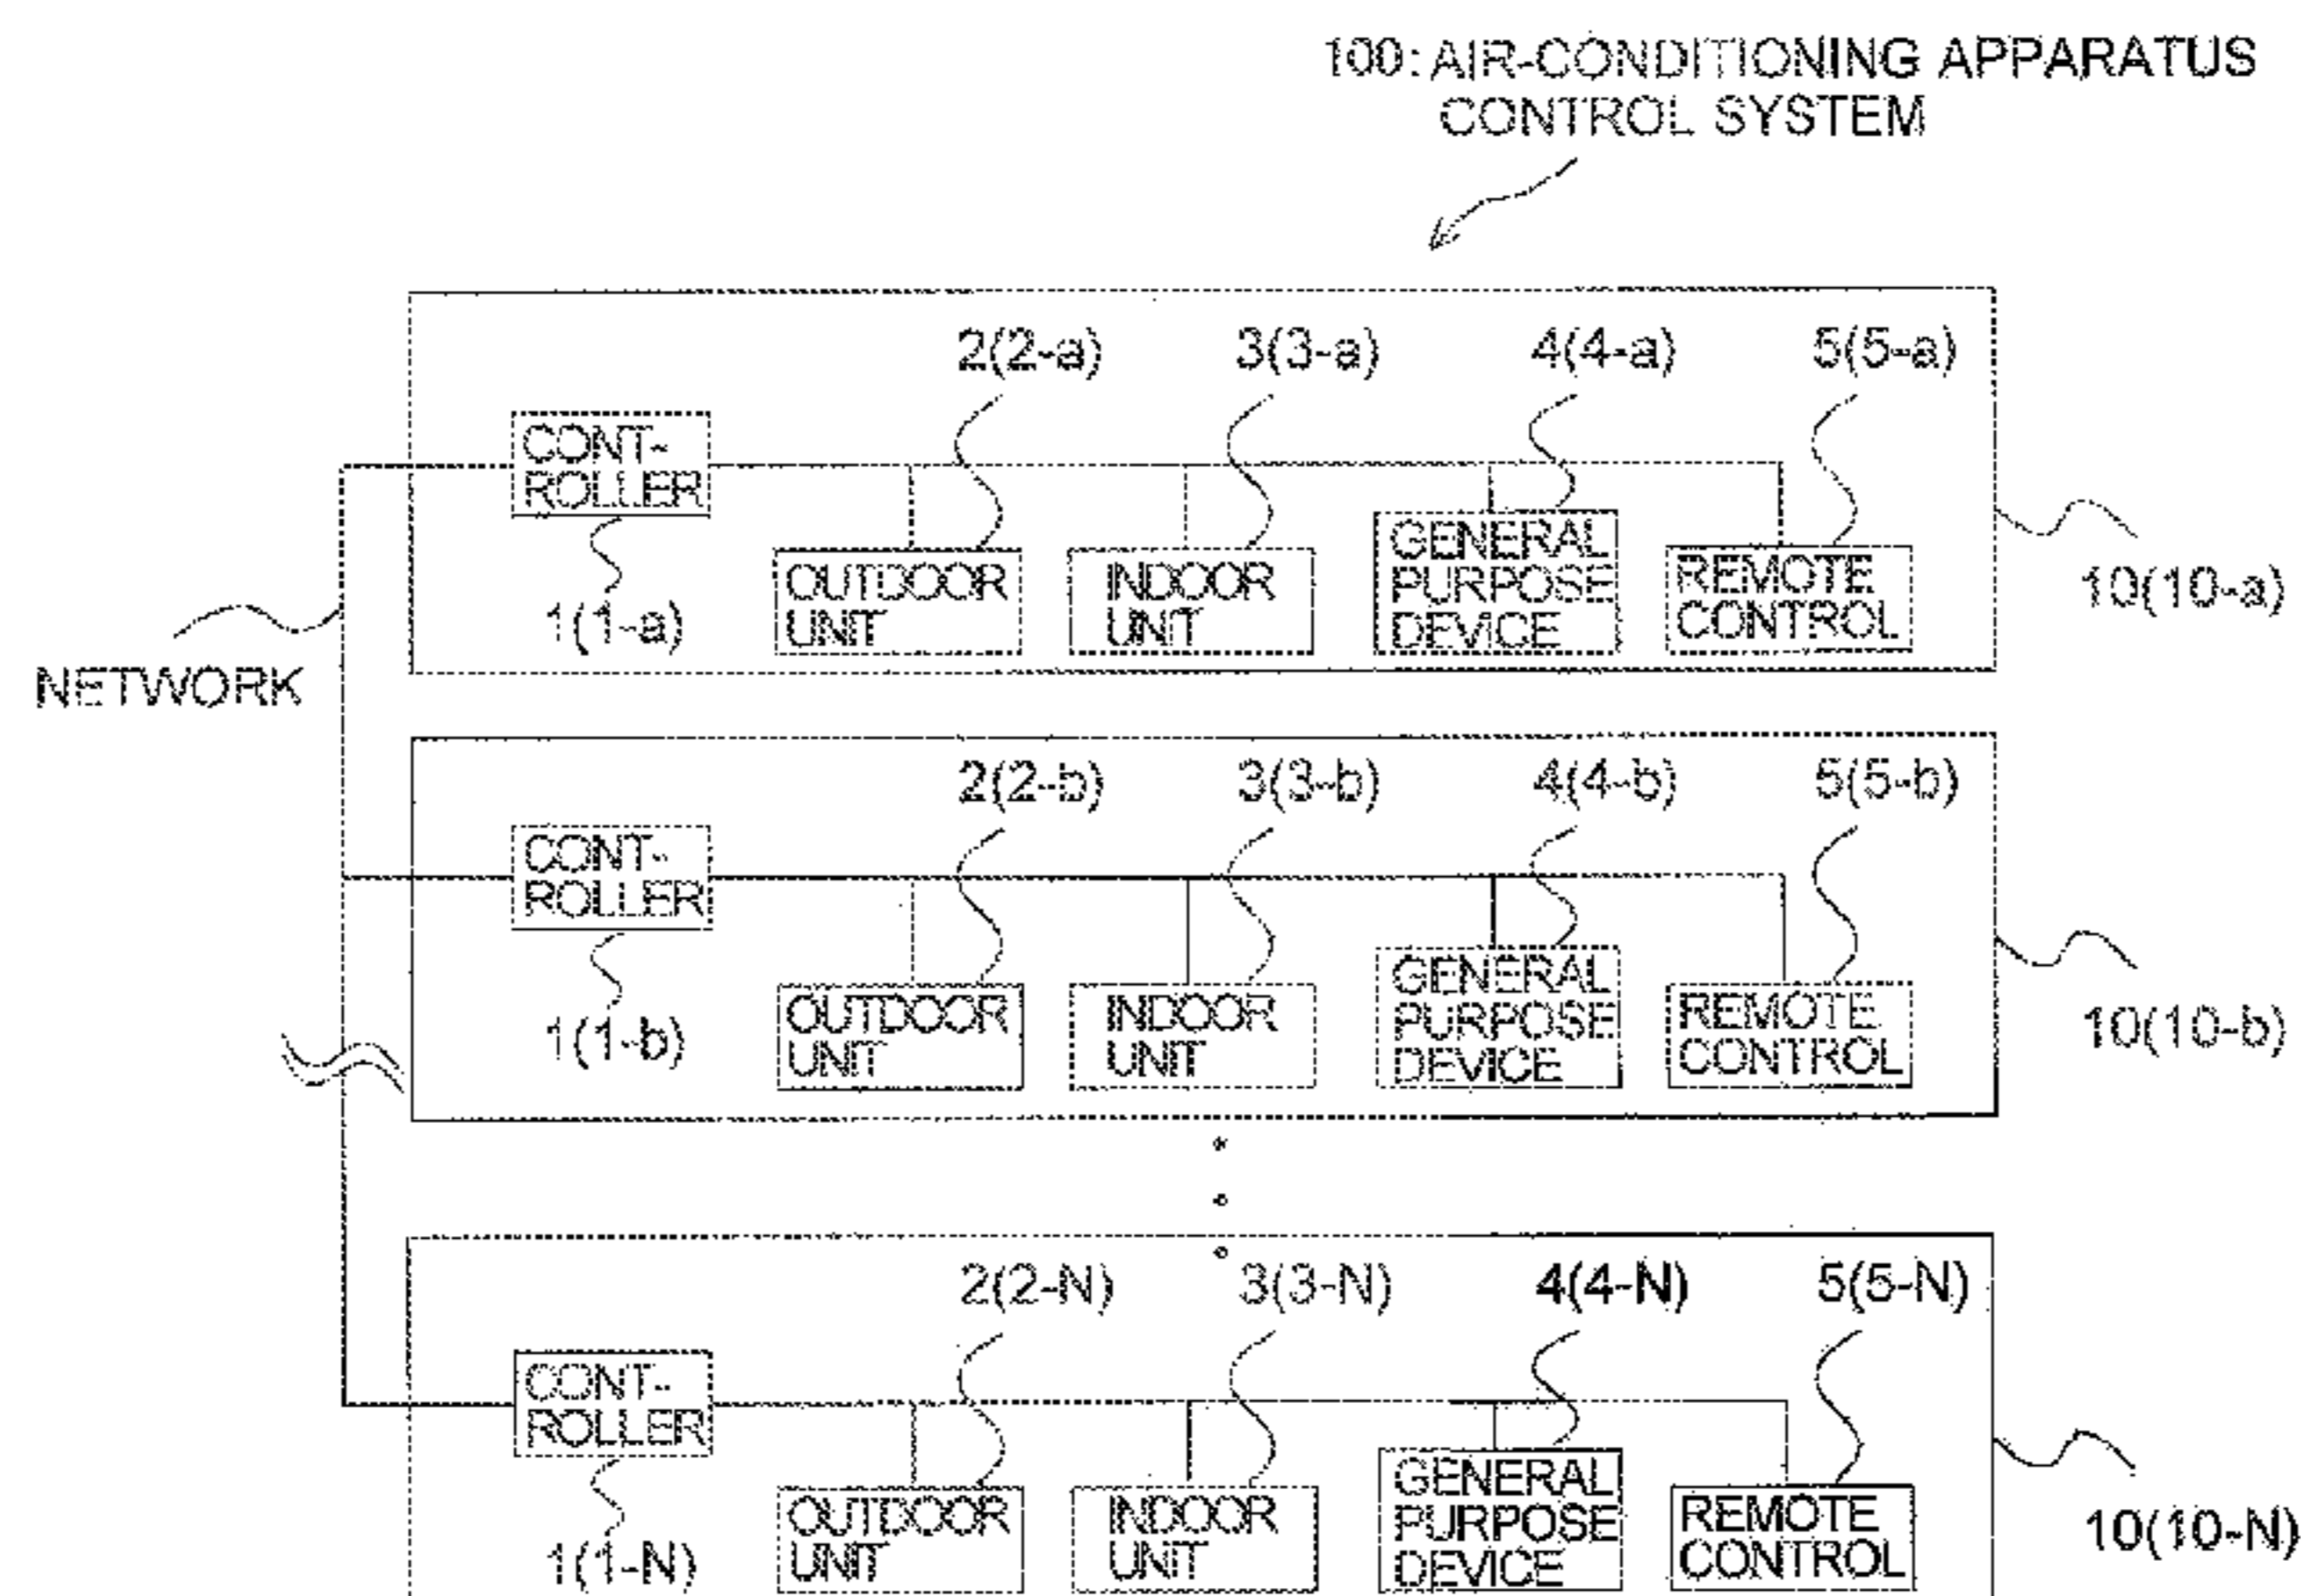 100: AIR-CONDITIONING APPARATUS
CONTROL SYSTEM
2(2-a) 3(3-a) 4(4-a) 5(5-a)
CONT-
ROLLER
1(1-a)
OUTDOOR
UNIT
INDOOR
UNIT
GENERAL
PURPOSE
DEVICE
REMOTE
CONTROL
10(10-a)
NETWORK
2(2-b) 3(3-b) 4(4-b) 5(5-b)
CONT-
ROLLER
1(1-b)
OUTDOOR
UNIT
INDOOR
UNIT
GENERAL
PURPOSE
DEVICE
REMOTE
CONTROL
10(10-b)
2(2-N) 3(3-N) 4(4-N) 5(5-N)
CONT-
ROLLER
1(1-N)
OUTDOOR
UNIT
INDOOR
UNIT
GENERAL
PURPOSE
DEVICE
REMOTE
CONTROL
10(10-N)